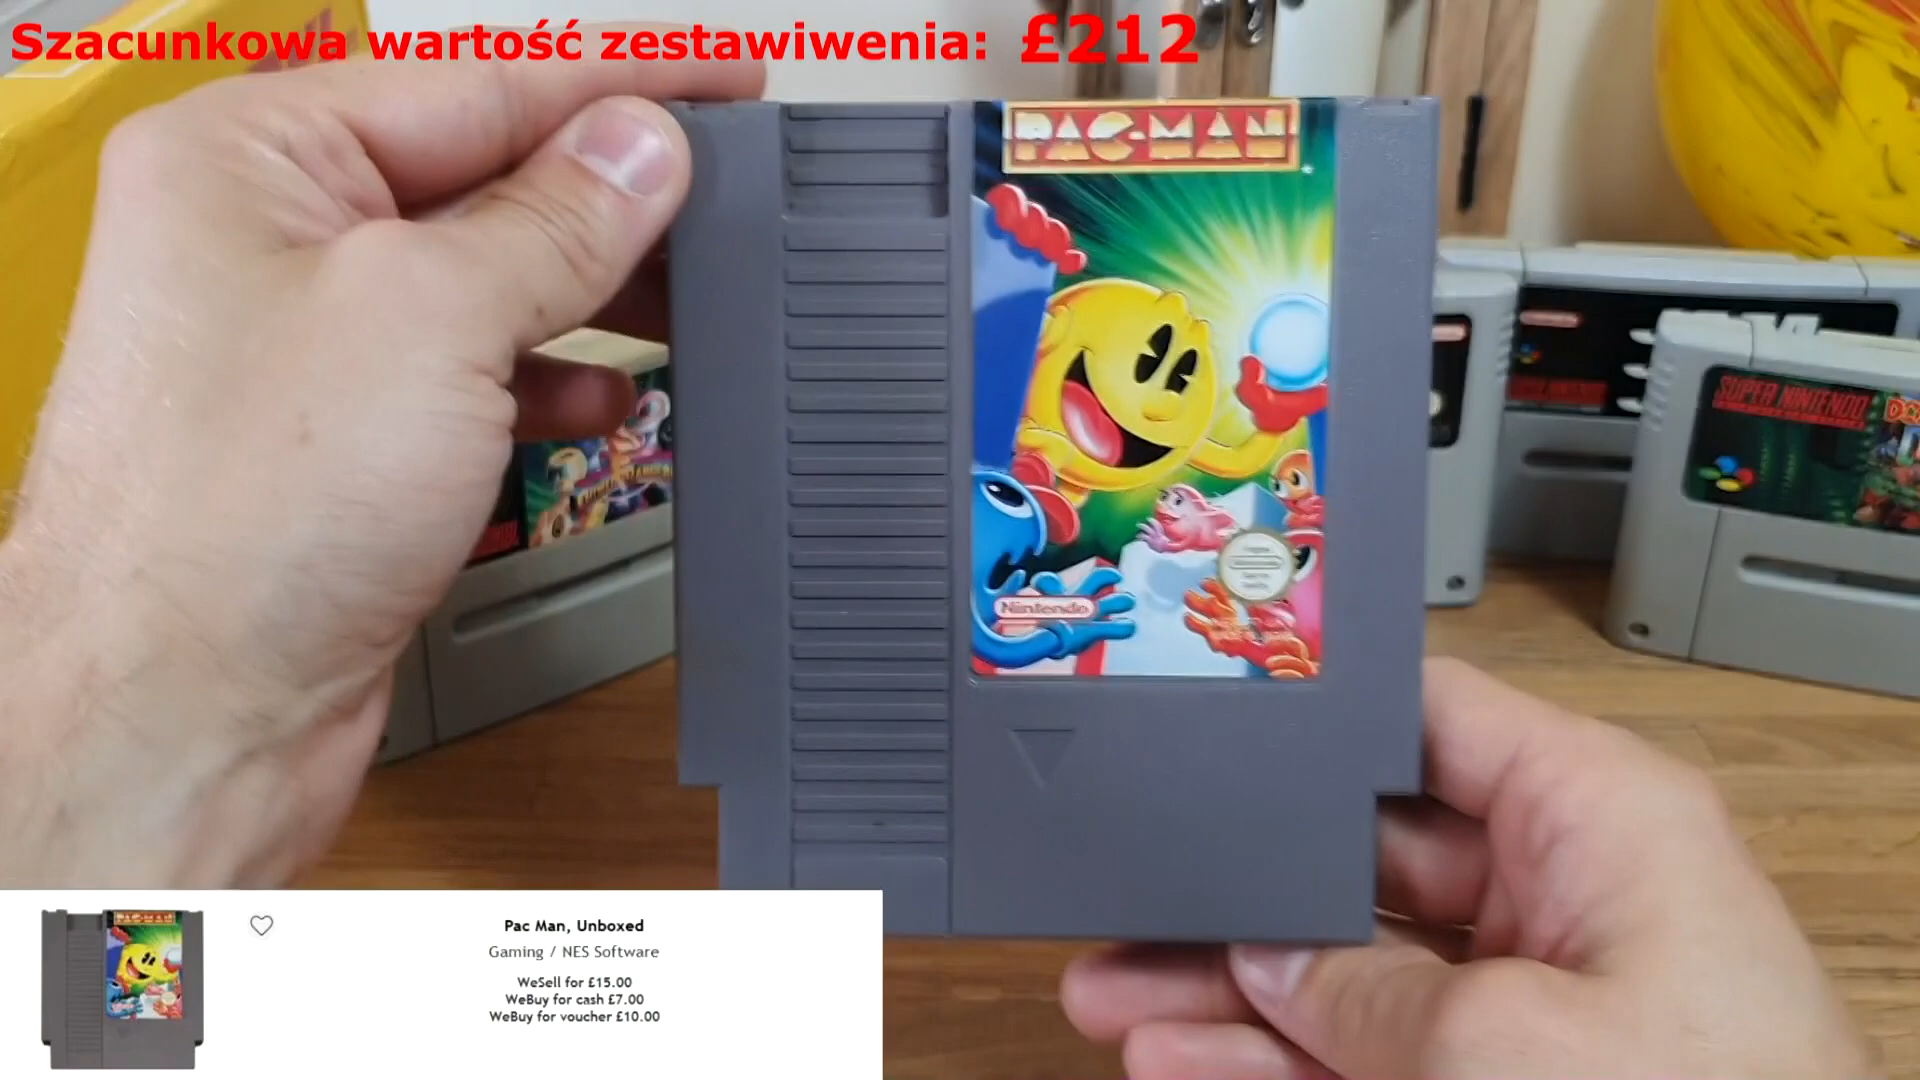 Szacunkowa wartość zestawiwenia: £212
PAC-MAN
Nintendo
SUPER NINTENDO
Pac Man, Unboxed
Gaming / NES Software
WeSell for £15.00
WeBuy for cash £7.00
WeBuy for voucher £10.00